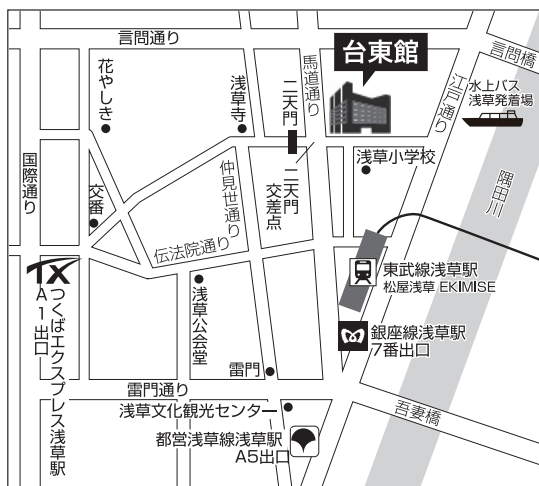 言問通り
言問橋
台東館
馬道通り
江戸通り
水上バス
浅草発着場
花やしき
浅草寺
二天門
国際通り
交番
仲見世通り
二天門
交差点
浅草小学校
隅田川
伝法院通り
TX
つくばエクスプレス浅草駅
A1出口
浅草公会堂
東武線浅草駅
松屋浅草 EKIMISE
銀座線浅草駅
7番出口
雷門
雷門通り
浅草文化観光センター
吾妻橋
都営浅草線浅草駅
A5出口